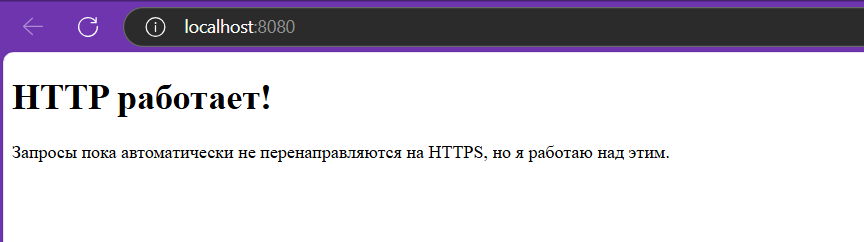 localhost:8080
HTTP работает!
Запросы пока автоматически не перенаправляются на HTTPS, но я работаю над этим.